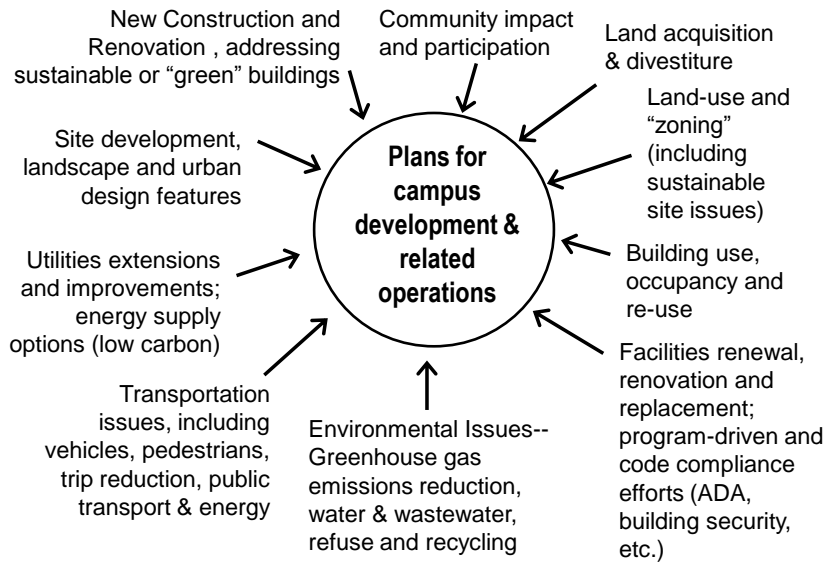 New Construction and
Renovation , addressing
sustainable or “green” buildings
Community impact
and participation
Land acquisition
& divestiture
Land-use and
“zoning”
(including
sustainable
site issues)
Building use,
occupancy and
re-use
Facilities renewal,
renovation and
replacement;
program-driven and
code compliance
efforts (ADA,
building security,
etc.)
Environmental Issues--
Greenhouse gas
emissions reduction,
water & wastewater,
refuse and recycling
Transportation
issues, including
vehicles, pedestrians,
trip reduction, public
transport & energy
Utilities extensions
and improvements;
energy supply
options (low carbon)
Site development,
landscape and urban
design features
Plans for
campus
development &
related
operations